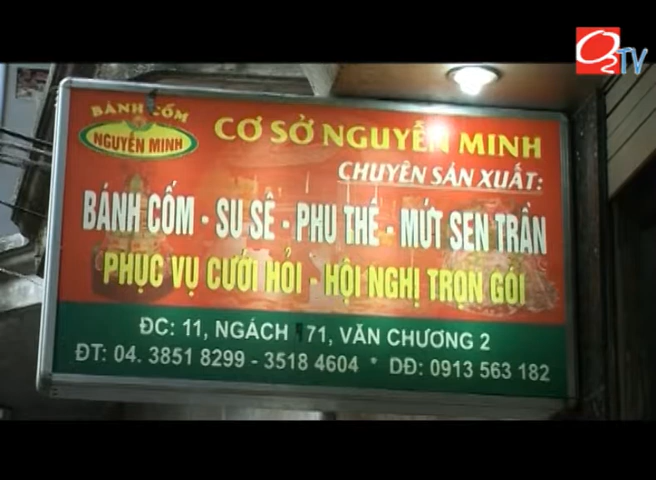 O2TV
BÁNH CỐM
NGUYÊN MINH
CƠ SỞ NGUYÊN MINH
CHUYÊN SẢN XUẤT:
BÁNH CỐM - SU SÊ - PHU THÊ - MỨT SEN TRẦN
PHỤC VỤ CƯỚI HỎI - HỘI NGHỊ TRỌN GÓI
ĐC: 11, NGÁCH 71, VĂN CHƯƠNG 2
ĐT: 04. 3851 8299 - 3518 4604 * DĐ: 0913 563 182